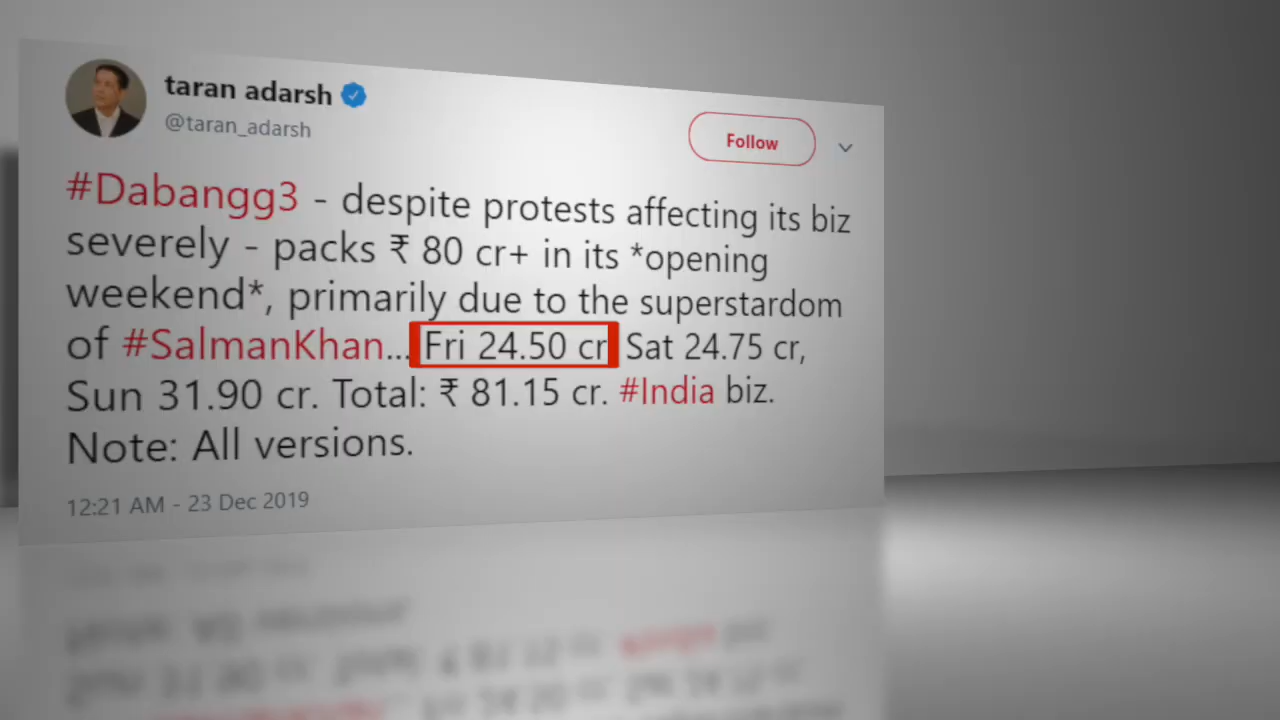 taran adarsh
@taran_adarsh
Follow
#Dabangg3 - despite protests affecting its biz
severely - packs ₹ 80 cr+ in its *opening
weekend*, primarily due to the superstardom
of #SalmanKhan... Fri 24.50 cr Sat 24.75 cr,
Sun 31.90 cr. Total: ₹ 81.15 cr. #India biz.
Note: All versions.
12:21 AM - 23 Dec 2019